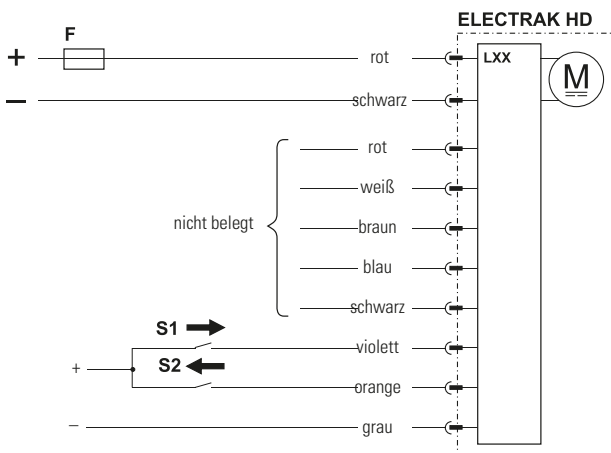 ELECTRAK HD
F
+ rot LXX M
– schwarz
rot
weiß
nicht belegt braun
blau
schwarz
S1 violett
+ S2
orange
– grau